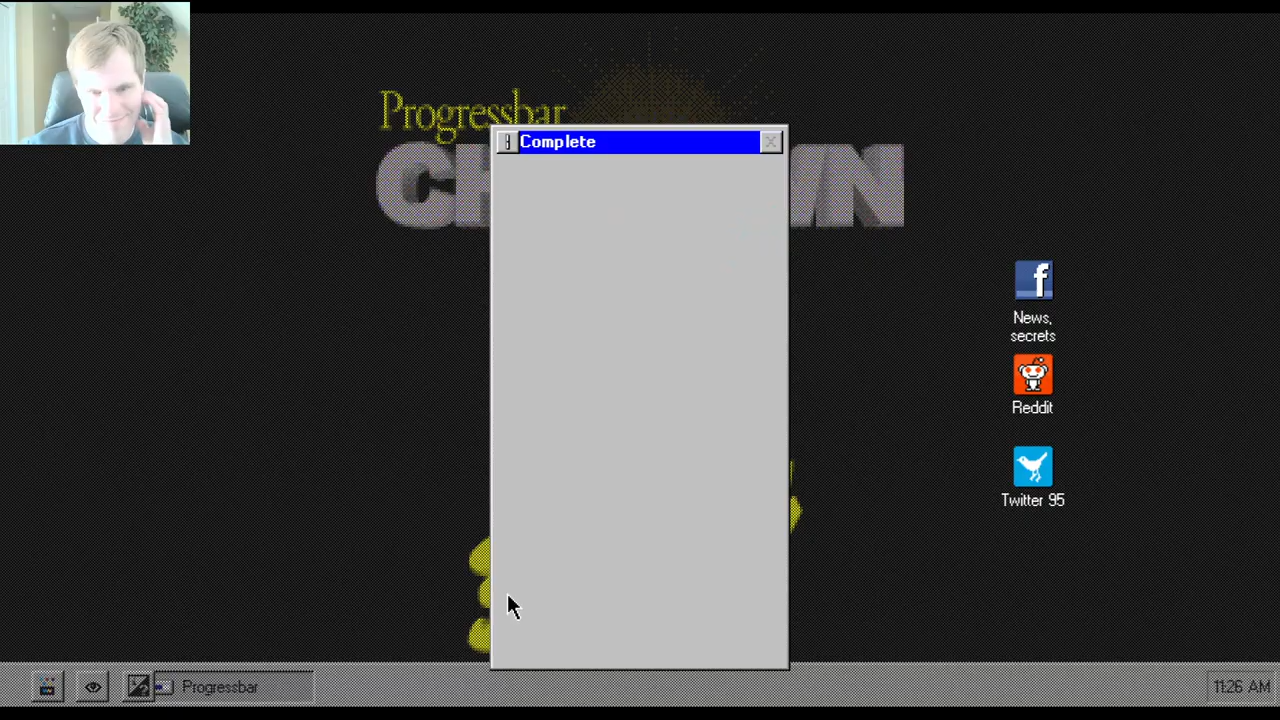 Progressbar
Complete
News,
secrets
Reddit
Twitter 95
Progressbar
11:26 AM